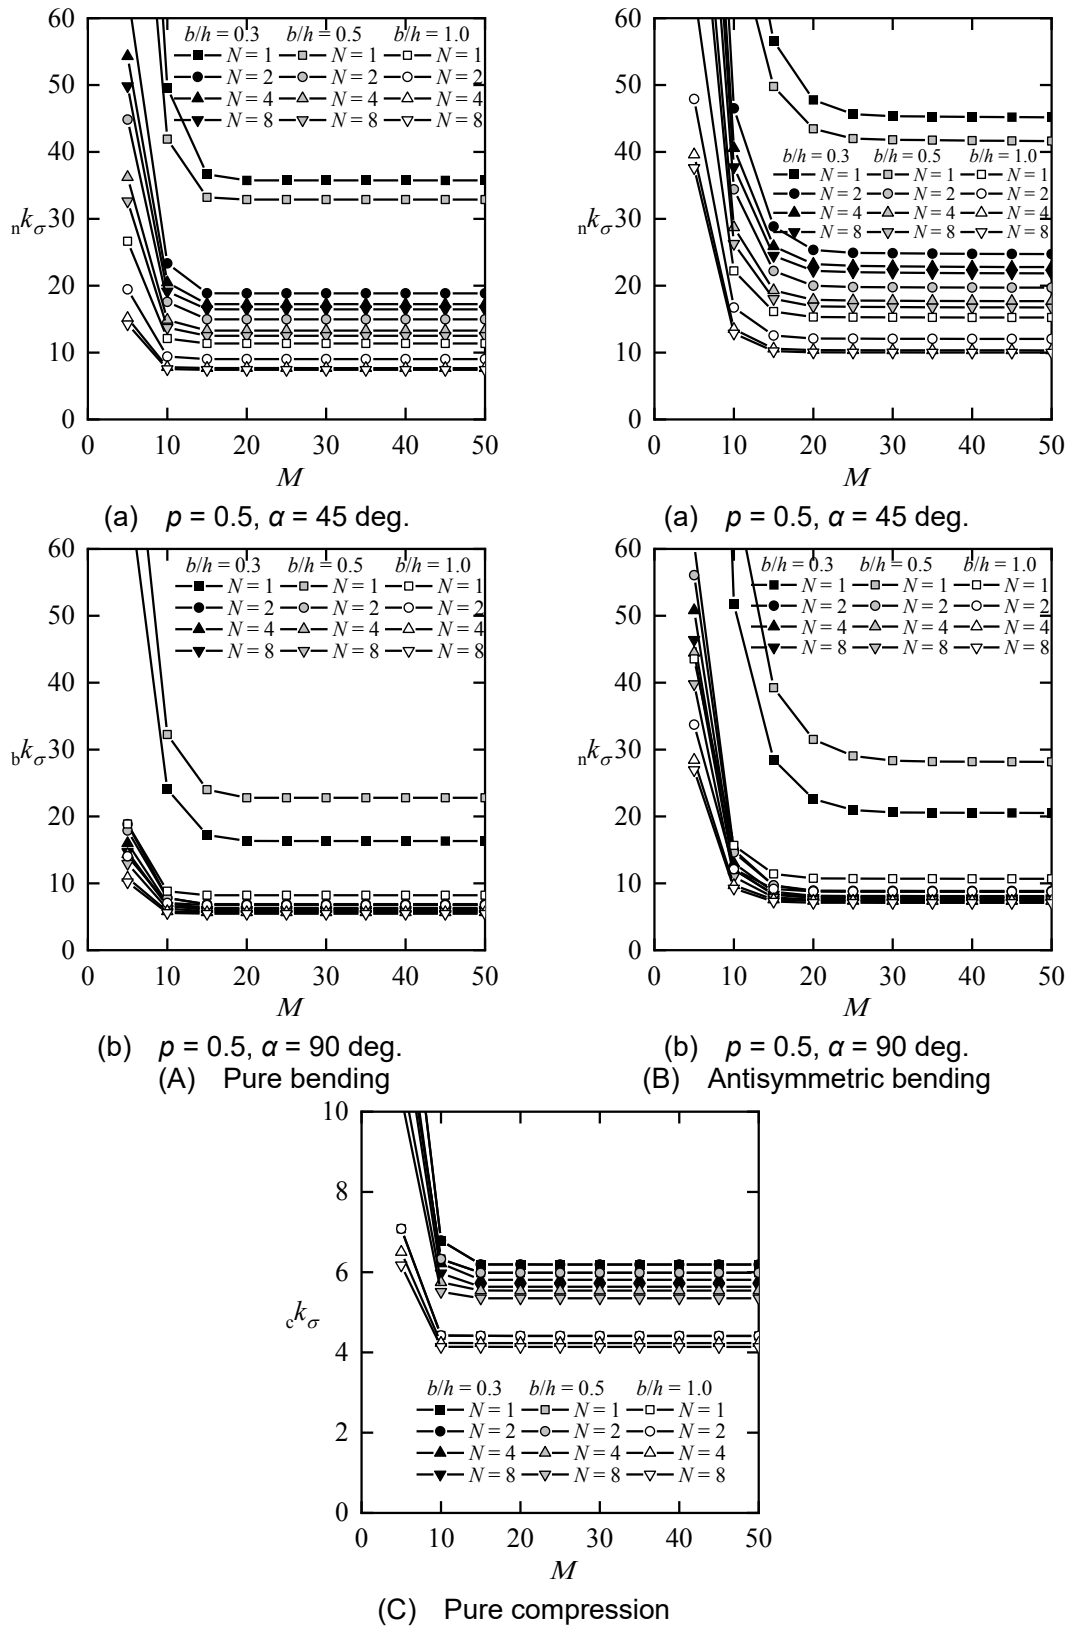 60
50
40
30
20
10
0
nkσ
b/h = 0.3 b/h = 0.5 b/h = 1.0
N = 1 N = 1 N = 1
N = 2 N = 2 N = 2
N = 4 N = 4 N = 4
N = 8 N = 8 N = 8
0 10 20 30 40 50
M
(a) p = 0.5, α = 45 deg.
60
50
40
30
20
10
0
nkσ
b/h = 0.3 b/h = 0.5 b/h = 1.0
N = 1 N = 1 N = 1
N = 2 N = 2 N = 2
N = 4 N = 4 N = 4
N = 8 N = 8 N = 8
0 10 20 30 40 50
M
(a) p = 0.5, α = 45 deg.
60
50
40
30
20
10
0
bkσ
b/h = 0.3 b/h = 0.5 b/h = 1.0
N = 1 N = 1 N = 1
N = 2 N = 2 N = 2
N = 4 N = 4 N = 4
N = 8 N = 8 N = 8
0 10 20 30 40 50
M
(b) p = 0.5, α = 90 deg.
(A) Pure bending
60
50
40
30
20
10
0
nkσ
b/h = 0.3 b/h = 0.5 b/h = 1.0
N = 1 N = 1 N = 1
N = 2 N = 2 N = 2
N = 4 N = 4 N = 4
N = 8 N = 8 N = 8
0 10 20 30 40 50
M
(b) p = 0.5, α = 90 deg.
(B) Antisymmetric bending
10
8
6
4
2
0
ckσ
b/h = 0.3 b/h = 0.5 b/h = 1.0
N = 1 N = 1 N = 1
N = 2 N = 2 N = 2
N = 4 N = 4 N = 4
N = 8 N = 8 N = 8
0 10 20 30 40 50
M
(C) Pure compression